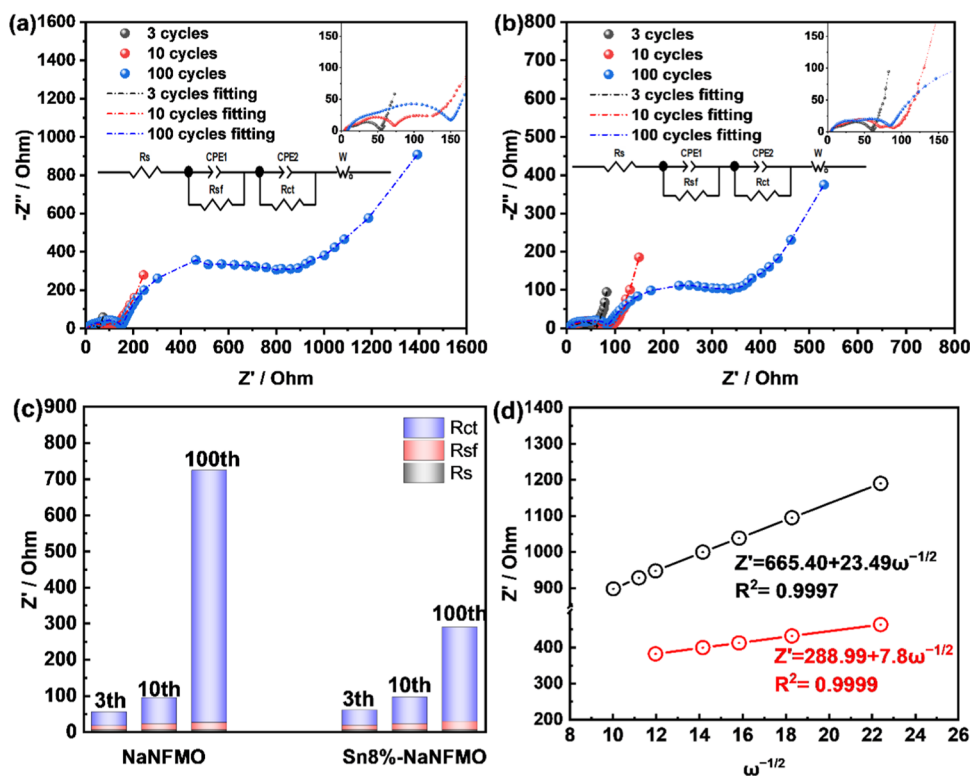 (a)
1600
1400
1200
1000
800
600
400
200
0
-Z'' / Ohm
3 cycles
10 cycles
100 cycles
3 cycles fitting
10 cycles fitting
100 cycles fitting
150
100
50
0
0 50 100 150
Rs CPE1 CPE2 W
Rsf Rct
0 200 400 600 800 1000 1200 1400 1600
Z' / Ohm
(b)
800
700
600
500
400
300
200
100
0
-Z'' / Ohm
3 cycles
10 cycles
100 cycles
3 cycles fitting
10 cycles fitting
100 cycles fitting
150
100
50
0
0 50 100 150
Rs CPE1 CPE2 W
Rsf Rct
0 100 200 300 400 500 600 700 800
Z' / Ohm
(c)
900
800
700
600
500
400
300
200
100
0
Z' / Ohm
Rct
Rsf
Rs
3th 10th 100th
3th 10th 100th
NaNFMO Sn8%-NaNFMO
(d)
1400
1300
1200
1100
1000
900
400
300
200
Z' / Ohm
Z'=665.40+23.49ω⁻¹/²
R²= 0.9997
Z'=288.99+7.8ω⁻¹/²
R²= 0.9999
8 10 12 14 16 18 20 22 24 26
ω⁻¹/²